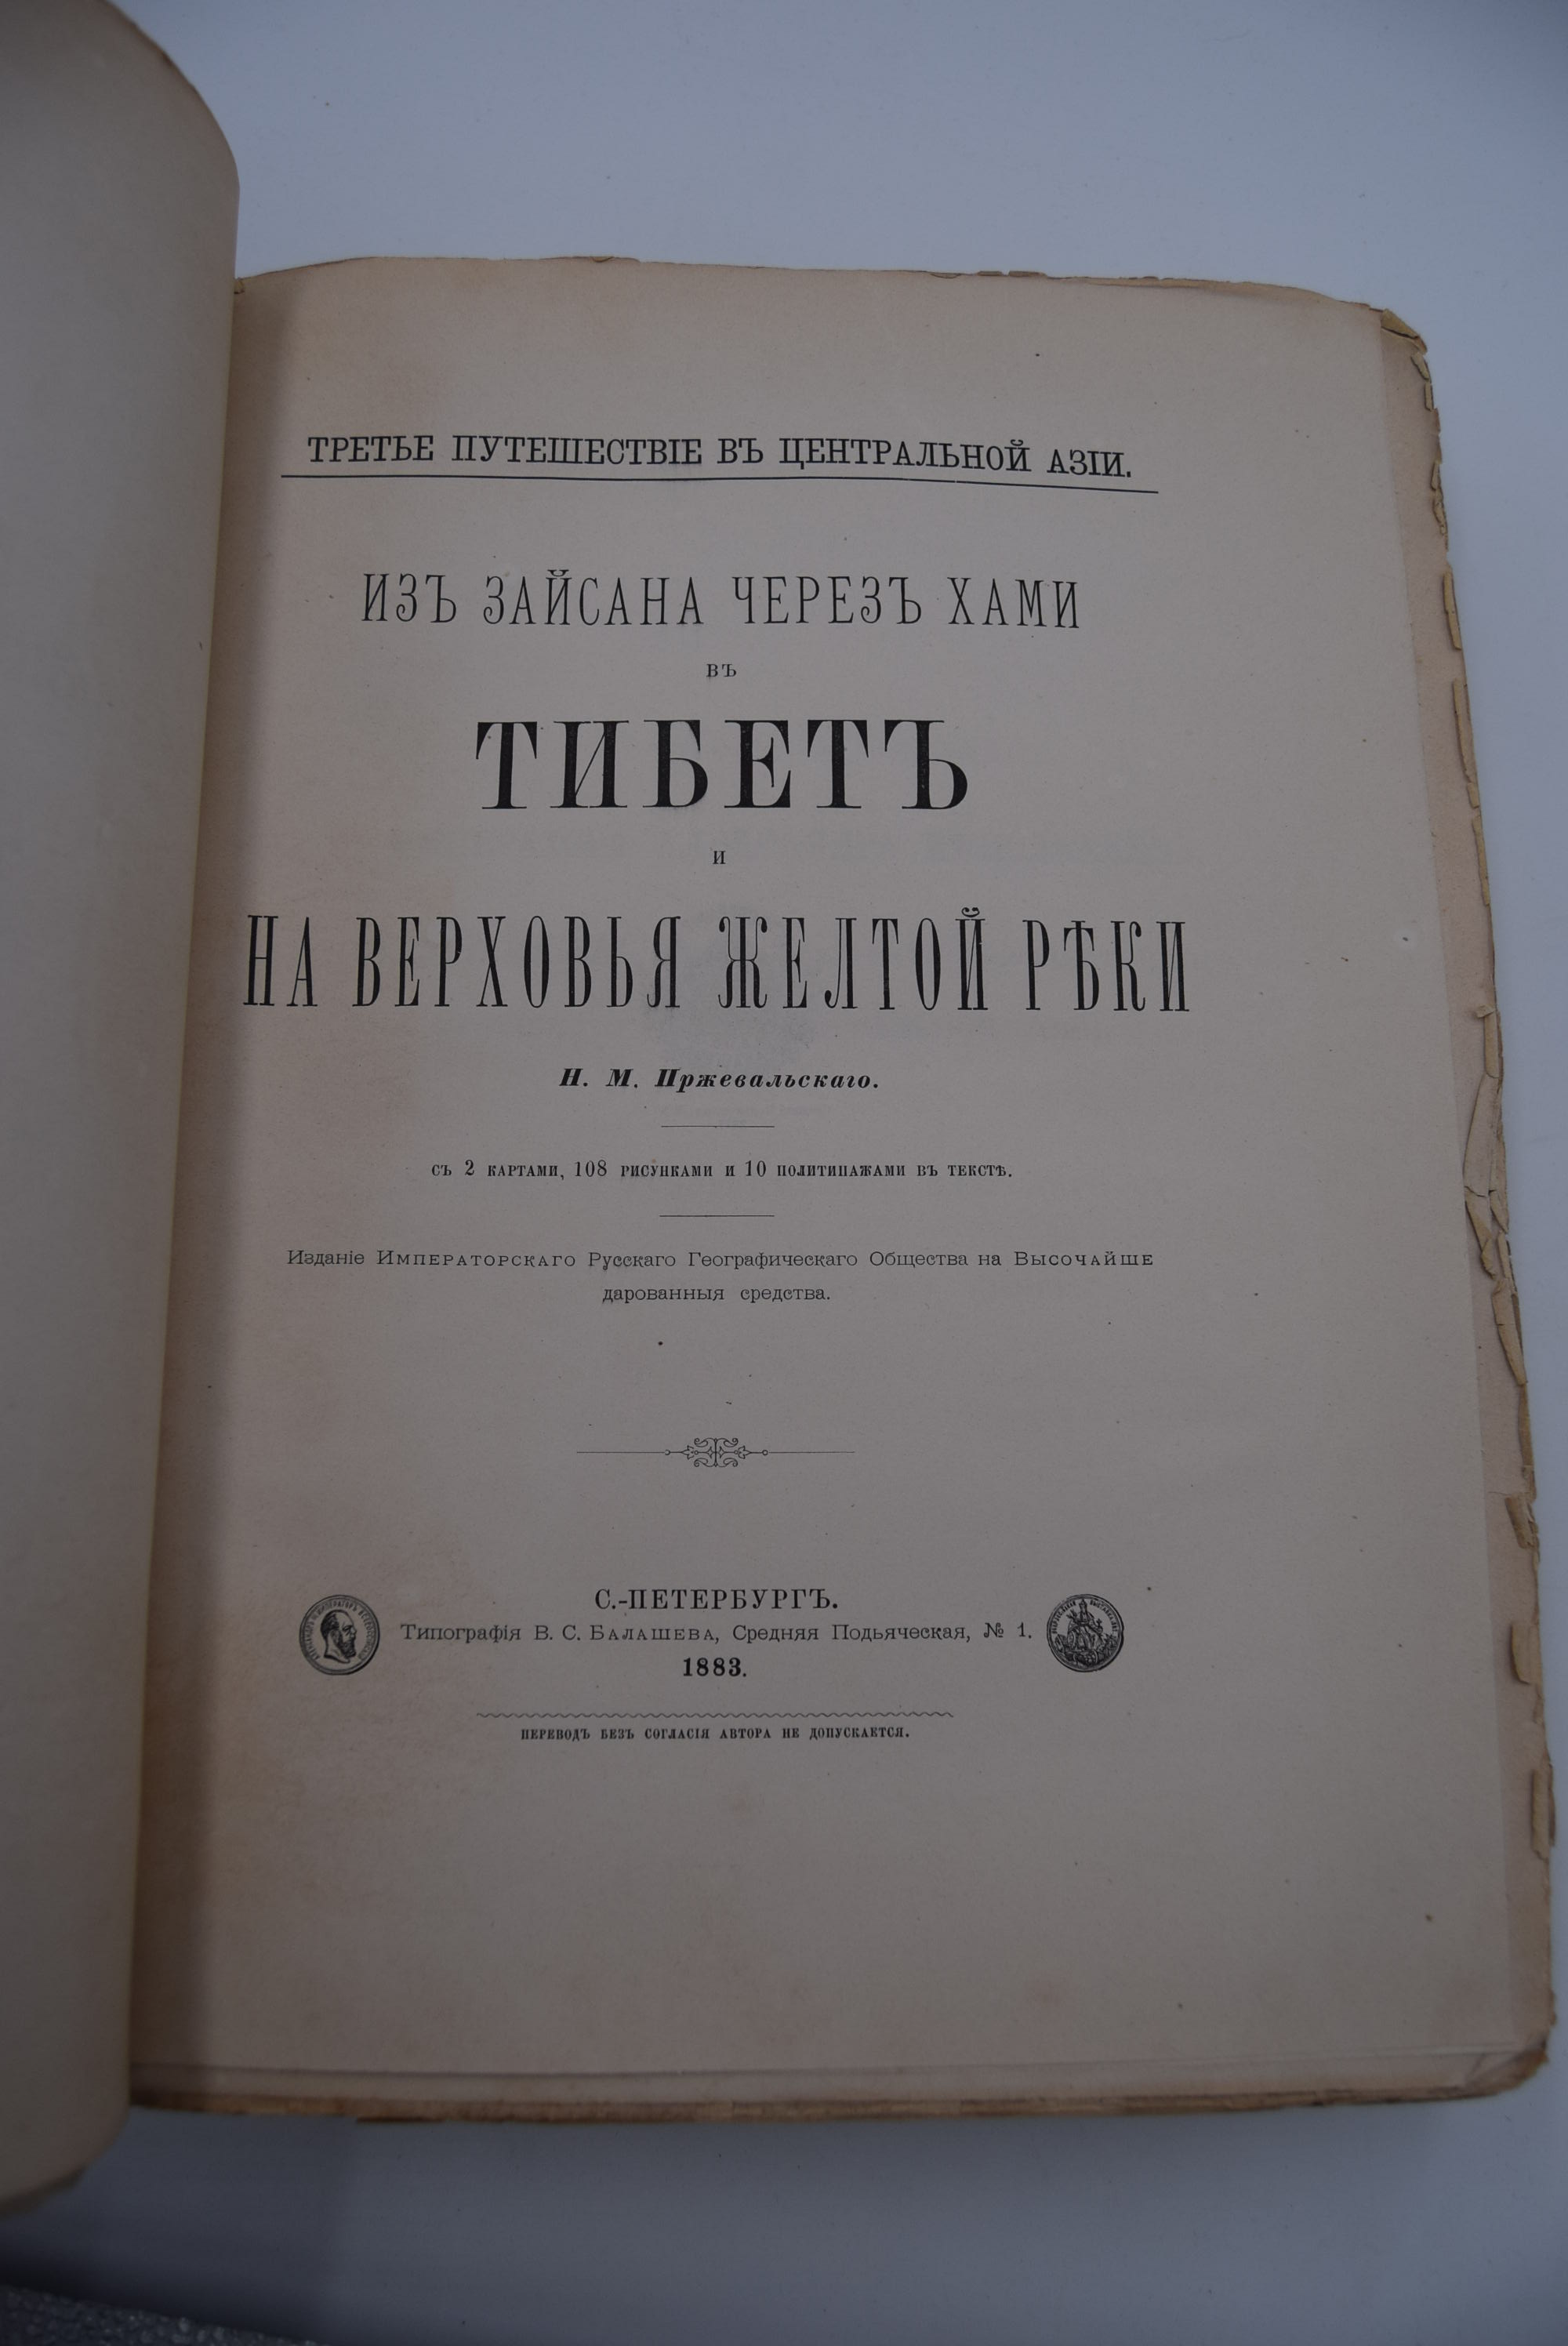 ТРЕТЬЕ ПУТЕШЕСТВІЕ ВЪ ЦЕНТРАЛЬНОЙ АЗІИ.
ИЗЪ ЗАЙСАНА ЧЕРЕЗЪ ХАМИ
ВЪ
ТИБЕТЪ
И
НА ВЕРХОВЬЯ ЖЕЛТОЙ РѢКИ
Н. М. Пржевальскаго.
СЪ 2 КАРТАМИ, 108 РИСУНКАМИ И 10 ПОЛИТИПАЖАМИ ВЪ ТЕКСТѢ.
Изданіе Императорскаго Русскаго Географическаго Общества на Высочайше
дарованныя средства.
С.-ПЕТЕРБУРГЪ.
Типографія В. С. Балашева, Средняя Подьяческая, № 1.
1883.
ПЕРЕВОДЪ БЕЗЪ СОГЛАСІЯ АВТОРА НЕ ДОПУСКАЕТСЯ.